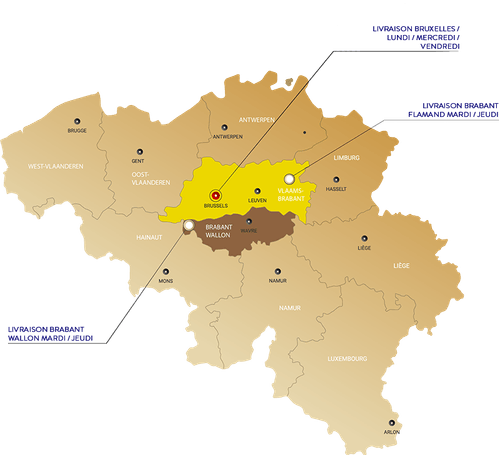 LIVRAISON BRUXELLES /
LUNDI / MERCREDI /
VENDREDI
LIVRAISON BRABANT
FLAMAND MARDI / JEUDI
ANTWERPEN
BRUGGE
ANTWERPEN
GENT
LIMBURG
WEST-VLAANDEREN
OOST-
VLAANDEREN
HASSELT
VLAAMS-
BRABANT
LEUVEN
BRUSSELS
BRABANT
WALLON
WAVRE
HAINAUT
LIÈGE
LIÈGE
MONS
NAMUR
NAMUR
LIVRAISON BRABANT
WALLON MARDI / JEUDI
LUXEMBOURG
ARLON